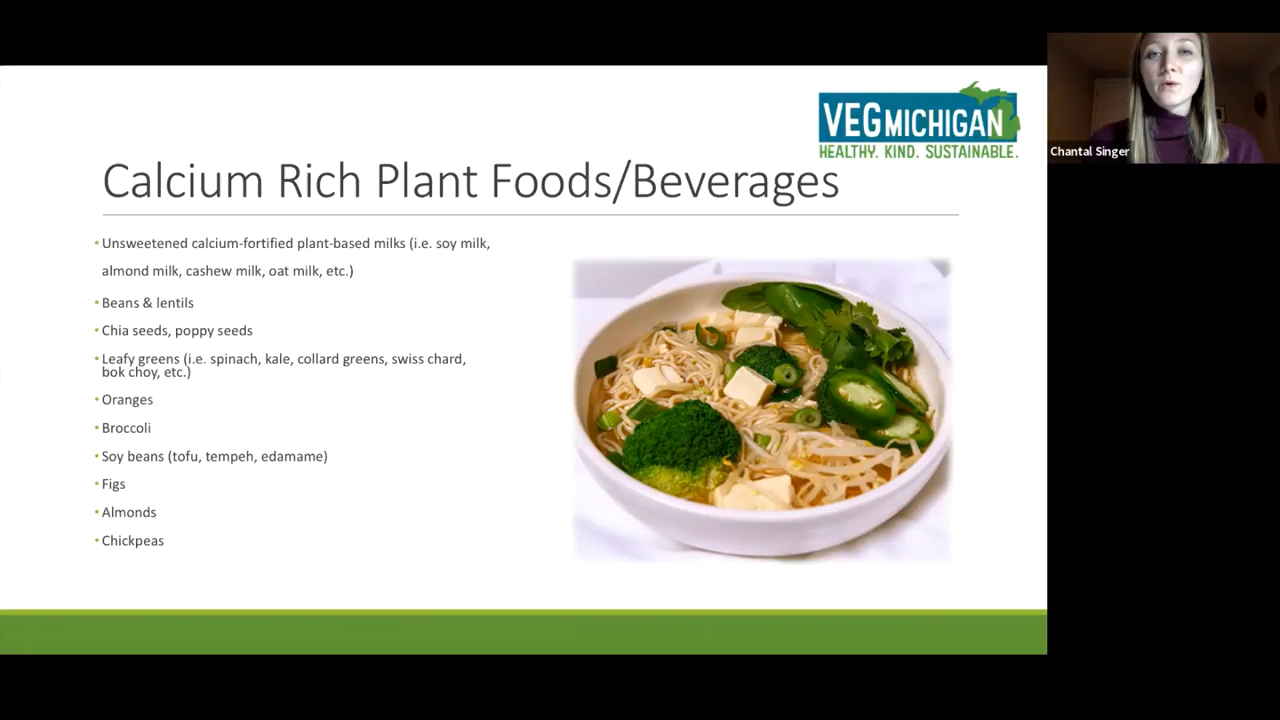 VEGMICHIGAN
HEALTHY. KIND. SUSTAINABLE.
Chantal Singer
Calcium Rich Plant Foods/Beverages
•Unsweetened calcium-fortified plant-based milks (i.e. soy milk,
almond milk, cashew milk, oat milk, etc.)
•Beans & lentils
•Chia seeds, poppy seeds
•Leafy greens (i.e. spinach, kale, collard greens, swiss chard,
bok choy, etc.)
•Oranges
•Broccoli
•Soy beans (tofu, tempeh, edamame)
•Figs
•Almonds
•Chickpeas